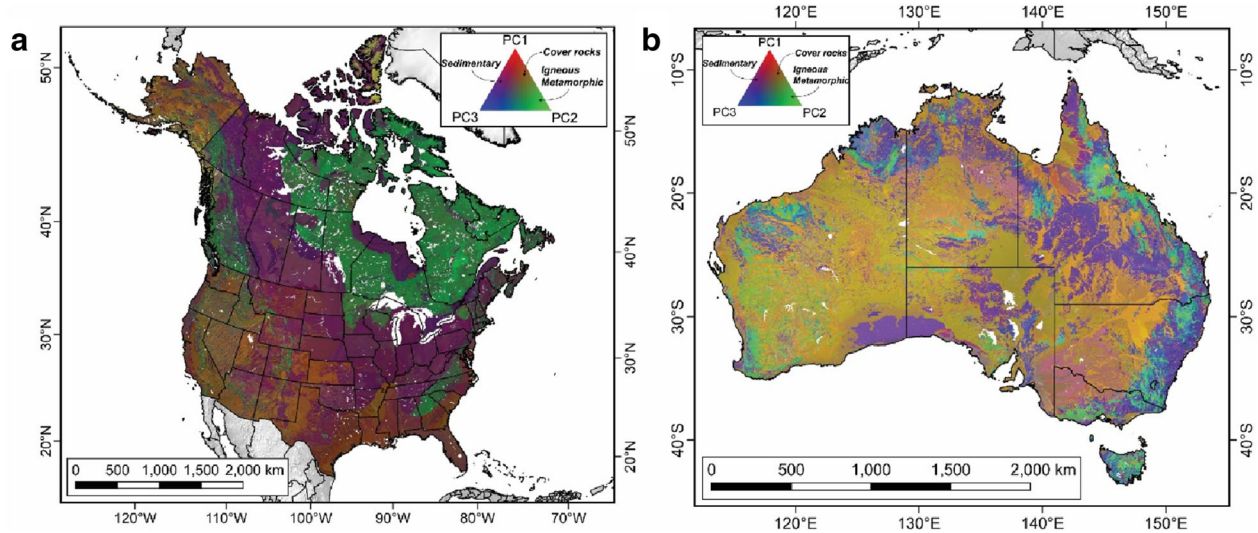 a
PC1
Cover rocks
Sedimentary
Igneous
Metamorphic
PC3
PC2
50°N
40°N
30°N
20°N
50°N
40°N
30°N
20°N
0 500 1,000 1,500 2,000 km
120°W 110°W 100°W 90°W 80°W 70°W
b
120°E 130°E 140°E 150°E
PC1
Cover rocks
Sedimentary
Igneous
Metamorphic
PC3
PC2
10°S
20°S
30°S
40°S
10°S
20°S
30°S
40°S
0 500 1,000 1,500 2,000 km
120°E 130°E 140°E 150°E